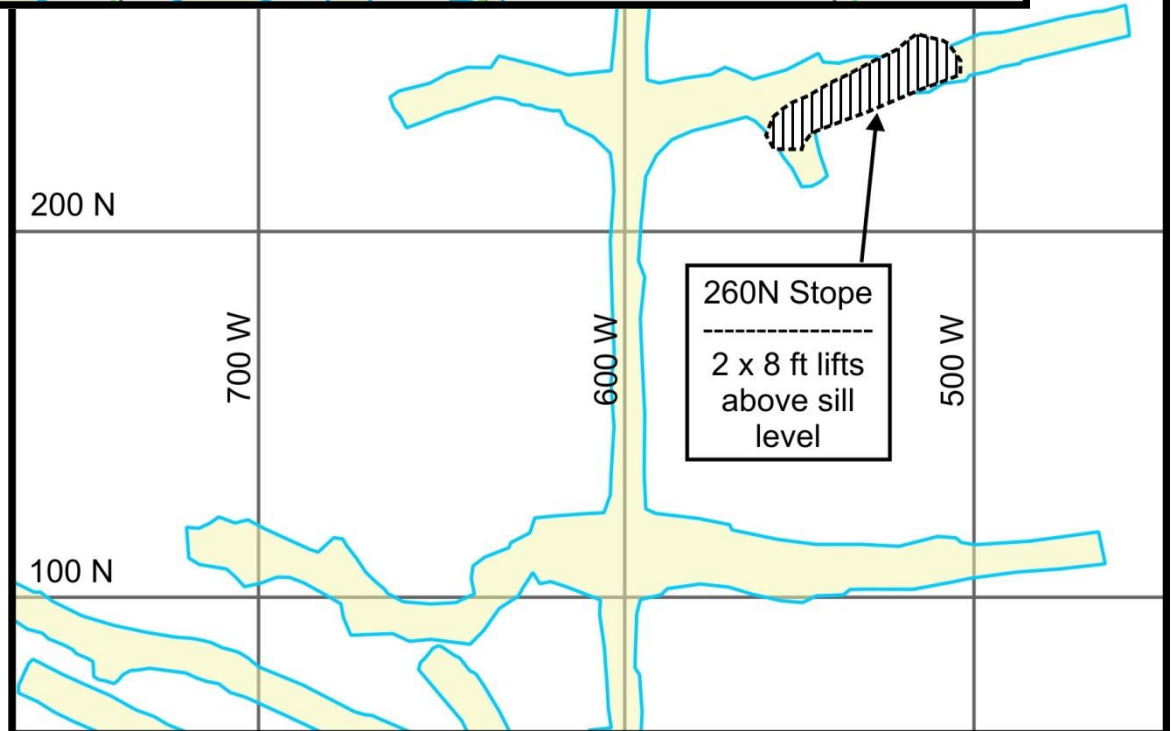 200 N
700 W
600 W
500 W
260N Stope
----------------
2 x 8 ft lifts
above sill
level
100 N